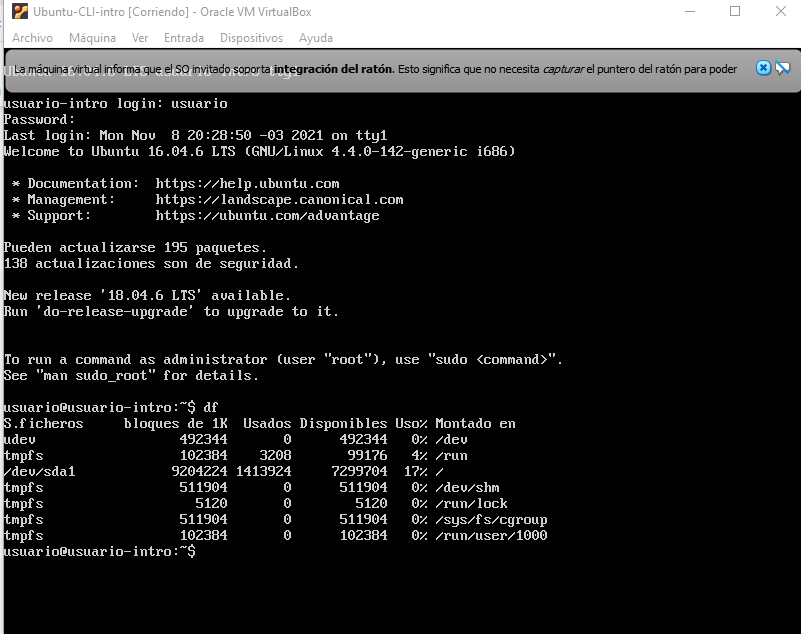 Ubuntu-CLI-intro [Corriendo] - Oracle VM VirtualBox
Archivo Máquina Ver Entrada Dispositivos Ayuda
La máquina virtual informa que el SO invitado soporta integración del ratón. Esto significa que no necesita capturar el puntero del ratón para poder
usuario-intro login: usuario
Password:
Last login: Mon Nov  8 20:28:50 -03 2021 on tty1
Welcome to Ubuntu 16.04.6 LTS (GNU/Linux 4.4.0-142-generic i686)
* Documentation:  https://help.ubuntu.com
* Management:     https://landscape.canonical.com
* Support:        https://ubuntu.com/advantage
Pueden actualizarse 195 paquetes.
138 actualizaciones son de seguridad.
New release '18.04.6 LTS' available.
Run 'do-release-upgrade' to upgrade to it.
To run a command as administrator (user "root"), use "sudo <command>".
See "man sudo_root" for details.
usuario@usuario-intro:~$ df
S.ficheros     bloques de 1K  Usados Disponibles Uso% Montado en
udev                  492344       0      492344   0% /dev
tmpfs                 102384    3208       99176   4% /run
/dev/sda1            9204224 1413924     7299704  17% /
tmpfs                 511904       0      511904   0% /dev/shm
tmpfs                   5120       0        5120   0% /run/lock
tmpfs                 511904       0      511904   0% /sys/fs/cgroup
tmpfs                 102384       0      102384   0% /run/user/1000
usuario@usuario-intro:~$